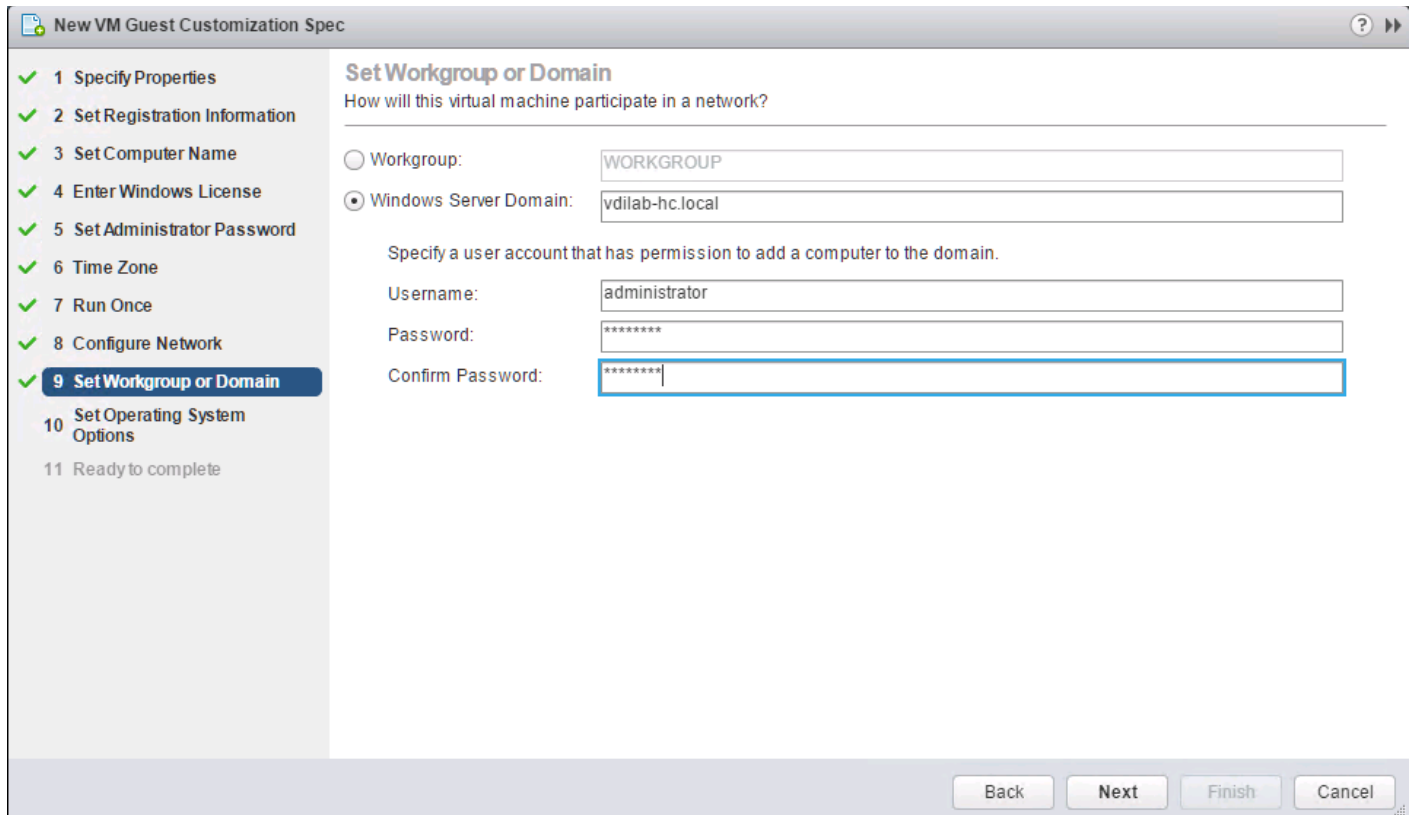 New VM Guest Customization Spec
?
1 Specify Properties
2 Set Registration Information
3 Set Computer Name
4 Enter Windows License
5 Set Administrator Password
6 Time Zone
7 Run Once
8 Configure Network
9 Set Workgroup or Domain
10 Set Operating System
Options
11 Ready to complete
Set Workgroup or Domain
How will this virtual machine participate in a network?
Workgroup: WORKGROUP
Windows Server Domain: vdilab-hc.local
Specify a user account that has permission to add a computer to the domain.
Username: administrator
Password: ********
Confirm Password: ********
Back Next Finish Cancel